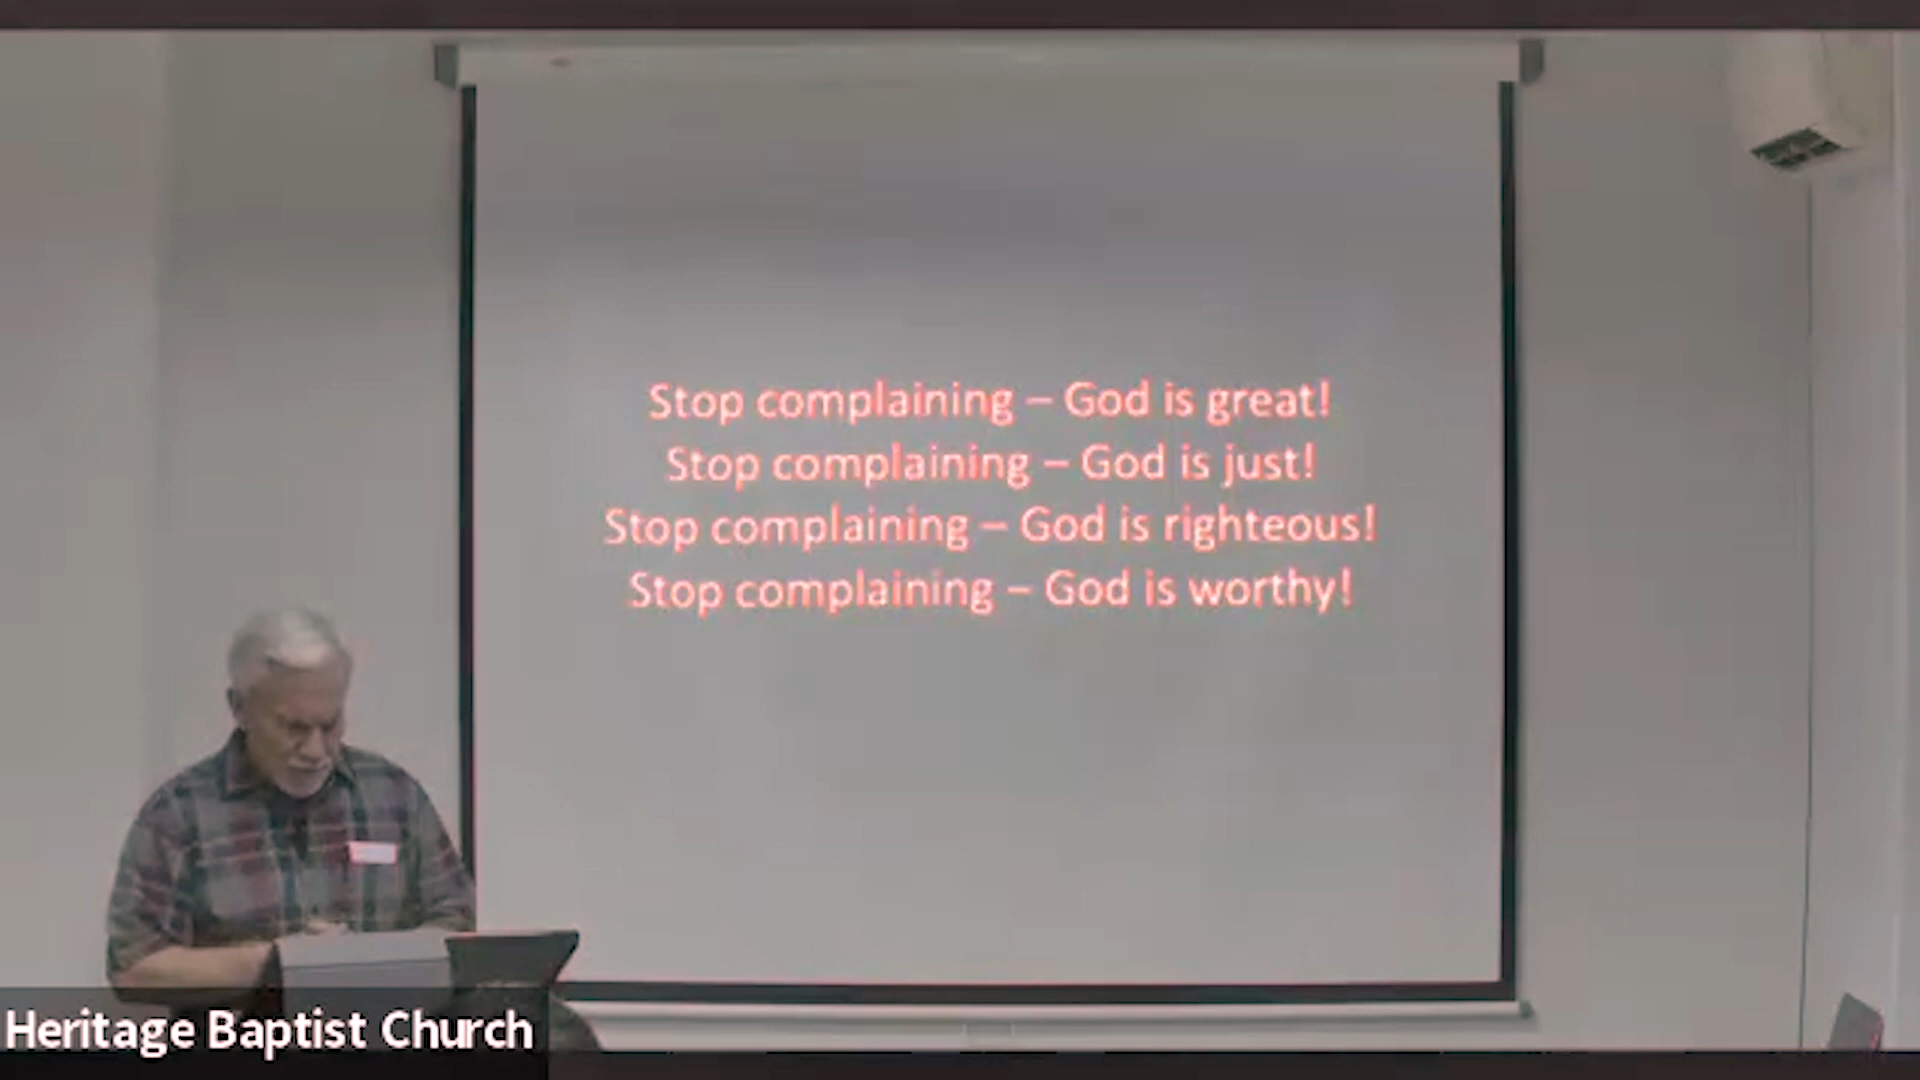 Stop complaining – God is great!
Stop complaining – God is just!
Stop complaining – God is righteous!
Stop complaining – God is worthy!
Heritage Baptist Church